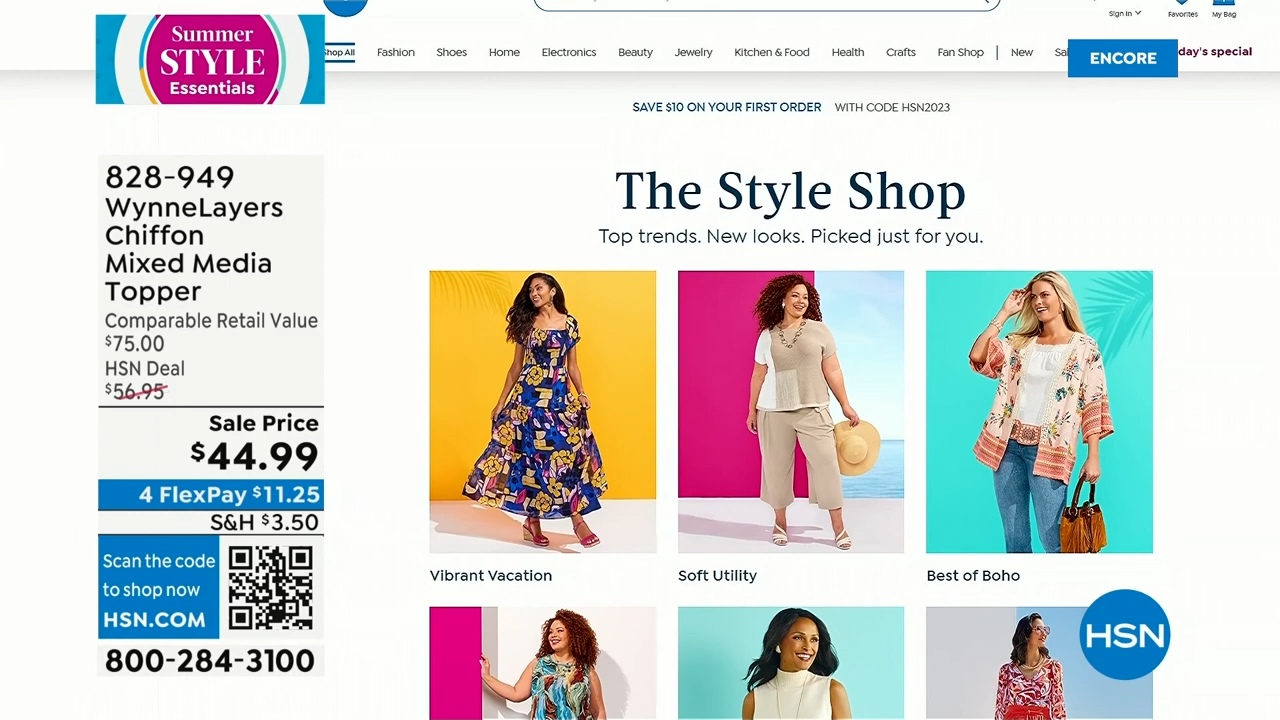 Sign In
Favorites
My Bag
Summer
STYLE
Essentials
Shop All
Fashion
Shoes
Home
Electronics
Beauty
Jewelry
Kitchen & Food
Health
Crafts
Fan Shop
New
ENCORE
day's special
SAVE $10 ON YOUR FIRST ORDER WITH CODE HSN2023
828-949
WynneLayers
Chiffon
Mixed Media
Topper
Comparable Retail Value
$75.00
HSN Deal
$56.95
Sale Price
$44.99
4 FlexPay $11.25
S&H $3.50
Scan the code
to shop now
HSN.COM
800-284-3100
The Style Shop
Top trends. New looks. Picked just for you.
Vibrant Vacation
Soft Utility
Best of Boho
HSN